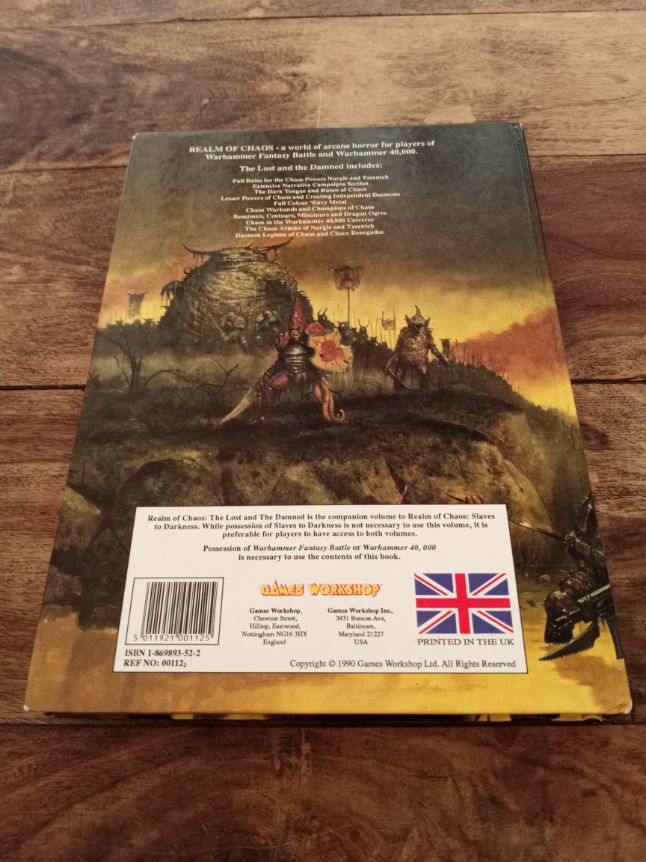 REALM OF CHAOS - a world of arcane horror for players of
Warhammer Fantasy Battle and Warhammer 40,000.
The Lost and the Damned includes:
Full Rules for the Chaos Powers Nurgle and Tzeentch
Extensive Narrative Campaigns Section
The Dark Tongue and Runes of Chaos
Lesser Powers of Chaos and Creating Independent Daemons
Full Colour 'Eavy Metal
Chaos Warbands and Champions of Chaos
Beastmen, Centaurs, Minotaurs and Dragon Ogres
Chaos in the Warhammer 40,000 Universe
The Chaos Armies of Nurgle and Tzeentch
Daemon Legions of Chaos and Chaos Renegades
Realm of Chaos: The Lost and The Damned is the companion volume to Realm of Chaos: Slaves
to Darkness. While possession of Slaves to Darkness is not necessary to use this volume, it is
preferable for players to have access to both volumes.
Possession of Warhammer Fantasy Battle or Warhammer 40, 000
is necessary to use the contents of this book.
GAMES WORKSHOP
Games Workshop,
Chewton Street,
Hilltop, Eastwood,
Nottingham NG16 3HY
England
Games Workshop Inc.,
3431 Benson Ave,
Baltimore,
Maryland 21227
USA
PRINTED IN THE UK
5 011921 001125
ISBN 1-869893-52-2
REF NO: 00112₂
Copyright © 1990 Games Workshop Ltd. All Rights Reserved